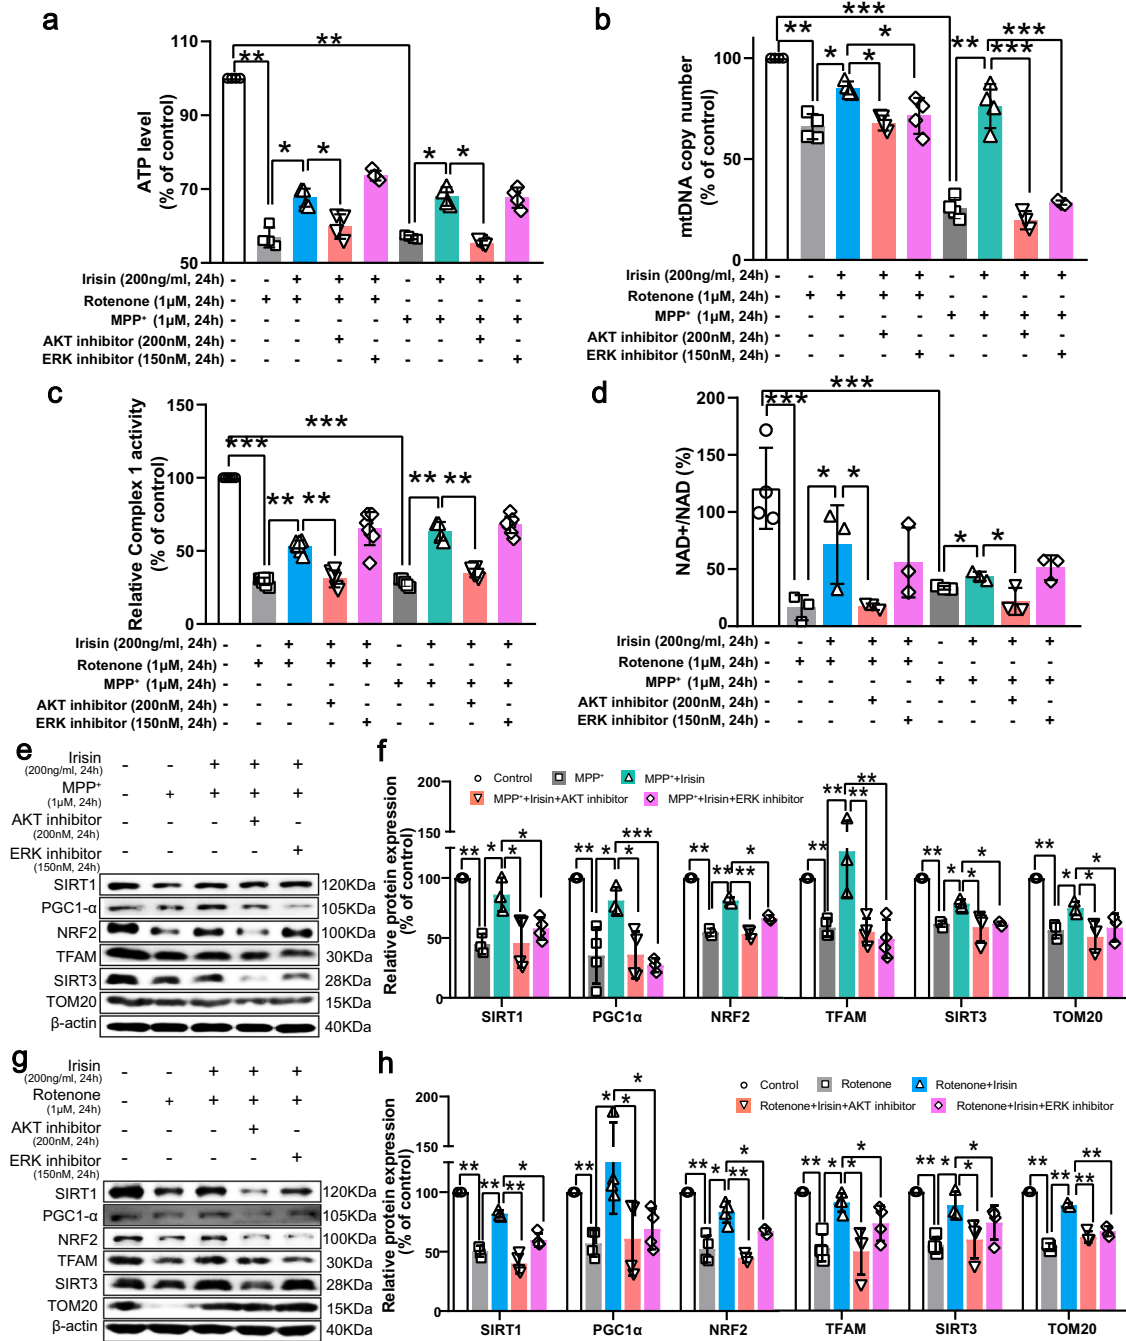 a
ATP level
(% of control)
110
90
70
50
** ** * * * *
Irisin (200ng/ml, 24h) - - + + + - + + +
Rotenone (1μM, 24h) - + + + + - - - -
MPP⁺ (1μM, 24h) - - - - - + + + +
AKT inhibitor (200nM, 24h) - - - + - - - + -
ERK inhibitor (150nM, 24h) - - - - + - - - +
b
mtDNA copy number
(% of control)
100
50
0
*** ** * * * ** *** ***
Irisin (200ng/ml, 24h) - - + + + - + + +
Rotenone (1μM, 24h) - + + + + - - - -
MPP⁺ (1μM, 24h) - - - - - + + + +
AKT inhibitor (200nM, 24h) - - - + - - - + -
ERK inhibitor (150nM, 24h) - - - - + - - - +
c
Relative Complex 1 activity
(% of control)
150
100
50
0
*** *** ** ** ** **
Irisin (200ng/ml, 24h) - - + + + - + + +
Rotenone (1μM, 24h) - + + + + - - - -
MPP⁺ (1μM, 24h) - - - - - + + + +
AKT inhibitor (200nM, 24h) - - - + - - - + -
ERK inhibitor (150nM, 24h) - - - - + - - - +
d
NAD+/NAD (%)
200
150
100
50
0
*** *** * * * *
Irisin (200ng/ml, 24h) - - + + + - + + +
Rotenone (1μM, 24h) - + + + + - - - -
MPP⁺ (1μM, 24h) - - - - - + + + +
AKT inhibitor (200nM, 24h) - - - + - - - + -
ERK inhibitor (150nM, 24h) - - - - + - - - +
e
Irisin - - + + +
(200ng/ml, 24h)
MPP⁺ - + + + +
(1μM, 24h)
AKT inhibitor - - - + -
(200nM, 24h)
ERK inhibitor - - - - +
(150nM, 24h)
SIRT1 120KDa
PGC1-α 105KDa
NRF2 100KDa
TFAM 30KDa
SIRT3 28KDa
TOM20 15KDa
β-actin 40KDa
f
Relative protein expression
(% of control)
200
150
100
50
0
Control MPP⁺ MPP⁺+Irisin
MPP⁺+Irisin+AKT inhibitor MPP⁺+Irisin+ERK inhibitor
** * * *
** * * ***
** ** ** *
** ** ** **
** * * *
** * * *
SIRT1 PGC1α NRF2 TFAM SIRT3 TOM20
g
Irisin - - + + +
(200ng/ml, 24h)
Rotenone - + + + +
(1μM, 24h)
AKT inhibitor - - - + -
(200nM, 24h)
ERK inhibitor - - - - +
(150nM, 24h)
SIRT1 120KDa
PGC1-α 105KDa
NRF2 100KDa
TFAM 30KDa
SIRT3 28KDa
TOM20 15KDa
β-actin 40KDa
h
Relative protein expression
(% of control)
200
150
100
50
0
Control Rotenone Rotenone+Irisin
Rotenone+Irisin+AKT inhibitor Rotenone+Irisin+ERK inhibitor
** ** ** *
** * * *
** * ** *
** * * *
** * * *
** ** ** **
SIRT1 PGC1α NRF2 TFAM SIRT3 TOM20